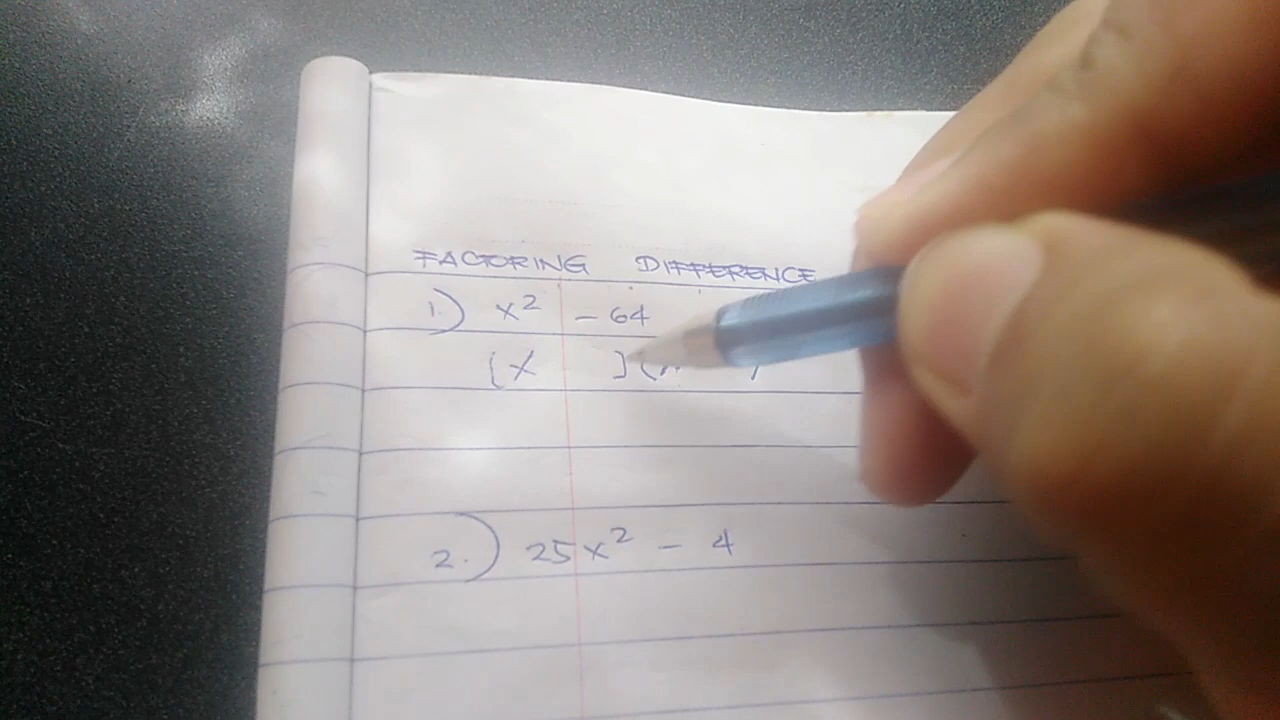 FACTORING DIFFERENCE
1.) x² - 64
(x )( )
2.) 25x² - 4